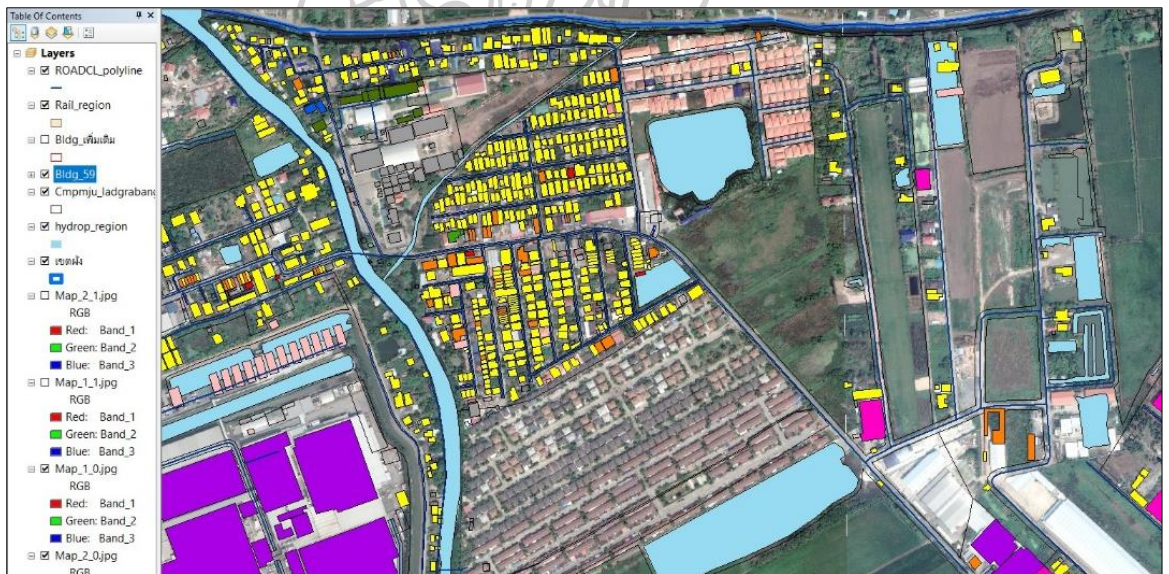 Table Of Contents
Layers
ROADCL_polyline
Rail_region
Bldg_เพิ่มเติม
Bldg_59
Cmpmju_ladgraban
hydrop_region
เขตผัง
Map_2_1.jpg
RGB
Red: Band_1
Green: Band_2
Blue: Band_3
Map_1_1.jpg
RGB
Red: Band_1
Green: Band_2
Blue: Band_3
Map_1_0.jpg
RGB
Red: Band_1
Green: Band_2
Blue: Band_3
Map_2_0.jpg
RGB